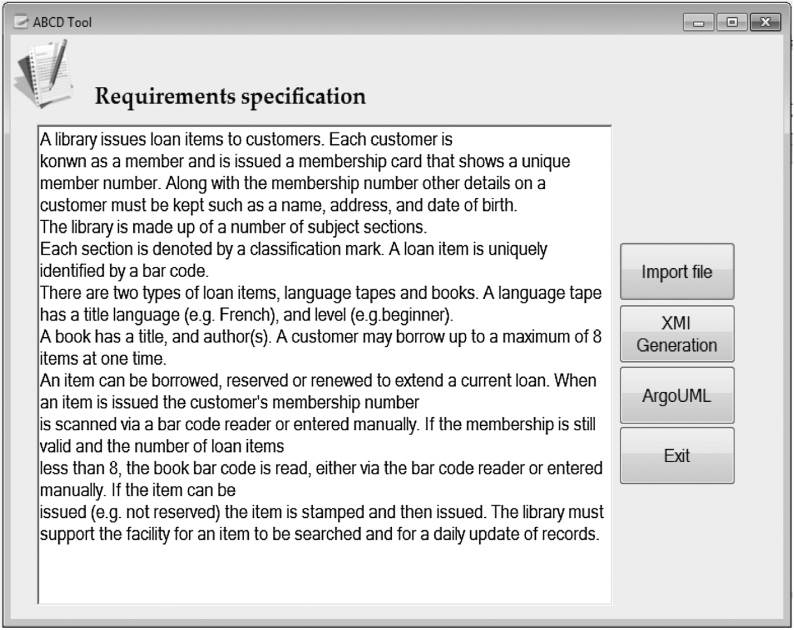 ABCD Tool
Requirements specification
A library issues loan items to customers. Each customer is
konwn as a member and is issued a membership card that shows a unique
member number. Along with the membership number other details on a
customer must be kept such as a name, address, and date of birth.
The library is made up of a number of subject sections.
Each section is denoted by a classification mark. A loan item is uniquely
identified by a bar code.
There are two types of loan items, language tapes and books. A language tape
has a title language (e.g. French), and level (e.g.beginner).
A book has a title, and author(s). A customer may borrow up to a maximum of 8
items at one time.
An item can be borrowed, reserved or renewed to extend a current loan. When
an item is issued the customer's membership number
is scanned via a bar code reader or entered manually. If the membership is still
valid and the number of loan items
less than 8, the book bar code is read, either via the bar code reader or entered
manually. If the item can be
issued (e.g. not reserved) the item is stamped and then issued. The library must
support the facility for an item to be searched and for a daily update of records.
Import file
XMI
Generation
ArgoUML
Exit